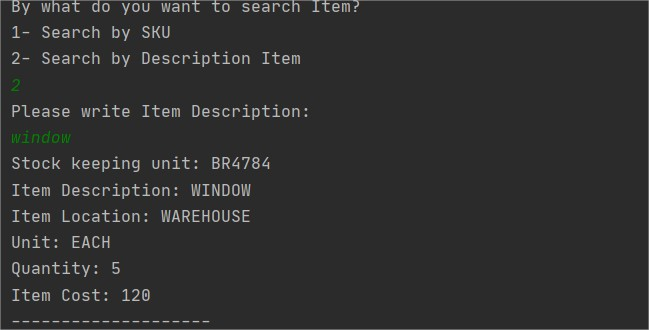 By what do you want to search Item?
1- Search by SKU
2- Search by Description Item
2
Please write Item Description:
window
Stock keeping unit: BR4784
Item Description: WINDOW
Item Location: WAREHOUSE
Unit: EACH
Quantity: 5
Item Cost: 120
--------------------